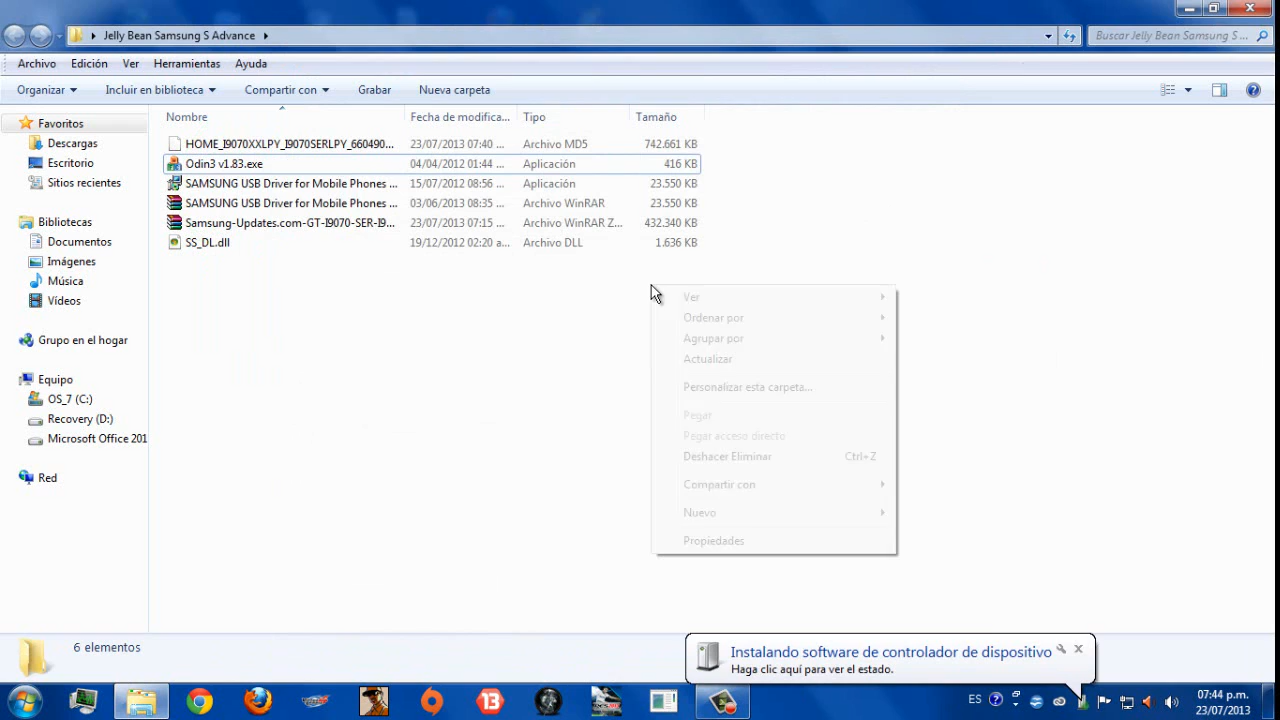 Jelly Bean Samsung S Advance
Buscar Jelly Bean Samsung S ...
Archivo Edición Ver Herramientas Ayuda
Organizar Incluir en biblioteca Compartir con Grabar Nueva carpeta
Nombre Fecha de modifica... Tipo Tamaño
HOME_I9070XXLPY_I9070SERLPY_660490... 23/07/2013 07:40 ... Archivo MD5 742.661 KB
Odin3 v1.83.exe 04/04/2012 01:44 ... Aplicación 416 KB
SAMSUNG USB Driver for Mobile Phones ... 15/07/2012 08:56 ... Aplicación 23.550 KB
SAMSUNG USB Driver for Mobile Phones ... 03/06/2013 08:35 ... Archivo WinRAR 23.550 KB
Samsung-Updates.com-GT-I9070-SER-I9... 23/07/2013 07:15 ... Archivo WinRAR Z... 432.340 KB
SS_DL.dll 19/12/2012 02:20 a... Archivo DLL 1.636 KB
Favoritos
Descargas
Escritorio
Sitios recientes
Bibliotecas
Documentos
Imágenes
Música
Vídeos
Grupo en el hogar
Equipo
OS_7 (C:)
Recovery (D:)
Microsoft Office 201
Red
Ver
Ordenar por
Agrupar por
Actualizar
Personalizar esta carpeta...
Pegar
Pegar acceso directo
Deshacer Eliminar Ctrl+Z
Compartir con
Nuevo
Propiedades
6 elementos
Instalando software de controlador de dispositivo
Haga clic aquí para ver el estado.
13
ES
07:44 p.m.
23/07/2013